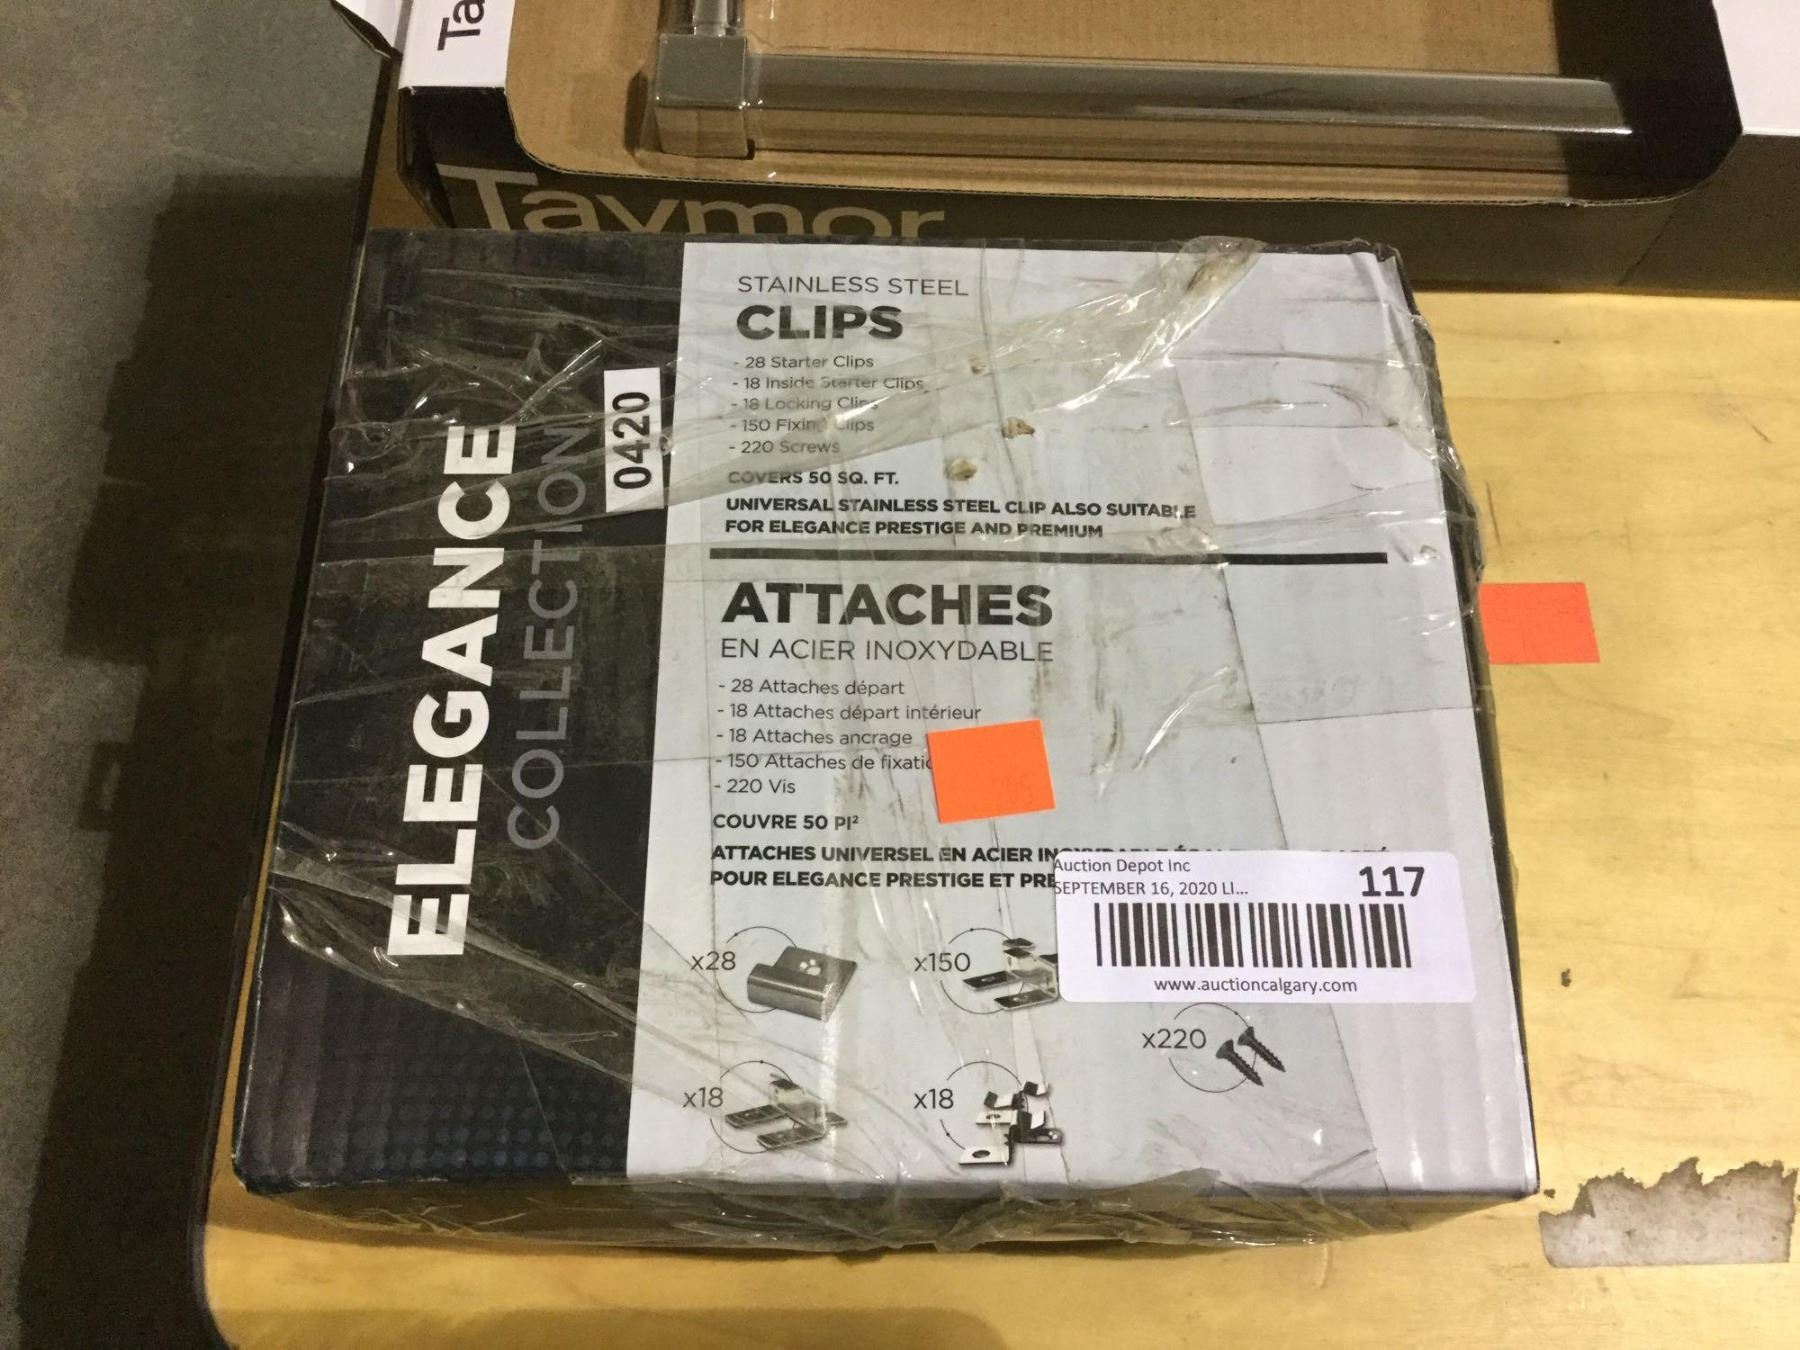 Ta
Taymor
STAINLESS STEEL
CLIPS
- 28 Starter Clips
- 18 Inside Starter Clips
- 18 Locking Clips
- 150 Fixing Clips
- 220 Screws
COVERS 50 SQ. FT.
UNIVERSAL STAINLESS STEEL CLIP ALSO SUITABLE
FOR ELEGANCE PRESTIGE AND PREMIUM
ELEGANCE
COLLECTION
0420
ATTACHES
EN ACIER INOXYDABLE
- 28 Attaches départ
- 18 Attaches départ intérieur
- 18 Attaches ancrage
- 150 Attaches de fixatio
- 220 Vis
COUVRE 50 PI²
ATTACHES UNIVERSEL EN ACIER
POUR ELEGANCE PRESTIGE ET PRE
Auction Depot Inc
SEPTEMBER 16, 2020 LI...
117
www.auctioncalgary.com
x28
x150
x220
x18
x18